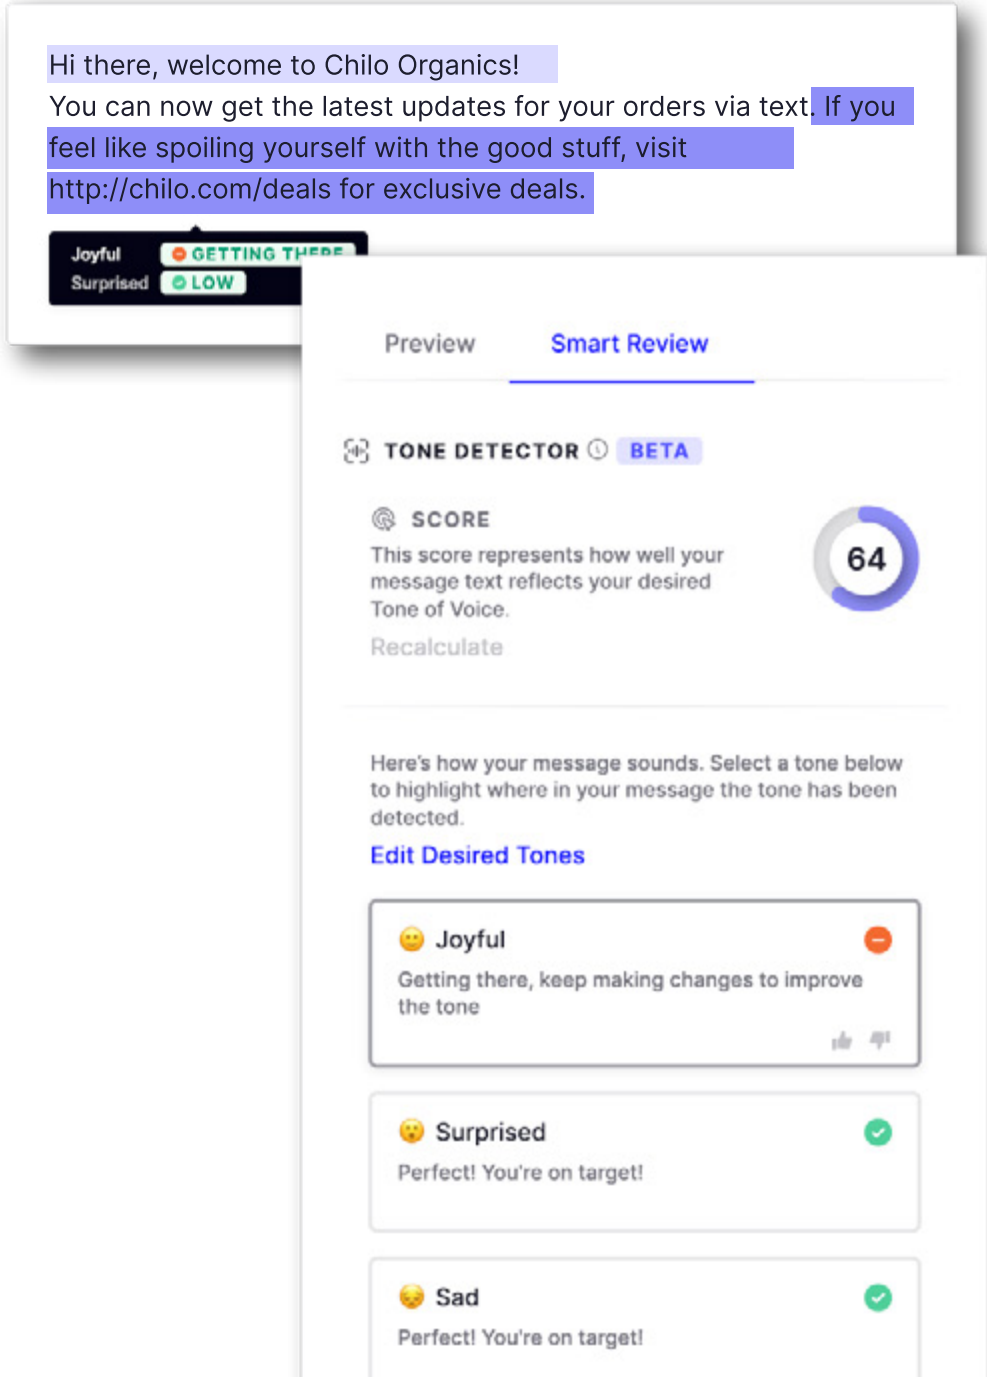 Hi there, welcome to Chilo Organics!
You can now get the latest updates for your orders via text. If you
feel like spoiling yourself with the good stuff, visit
http://chilo.com/deals for exclusive deals.
Joyful GETTING THERE
Surprised LOW
Preview Smart Review
TONE DETECTOR BETA
SCORE
This score represents how well your
message text reflects your desired
Tone of Voice.
64
Recalculate
Here's how your message sounds. Select a tone below
to highlight where in your message the tone has been
detected.
Edit Desired Tones
Joyful
Getting there, keep making changes to improve
the tone
Surprised
Perfect! You're on target!
Sad
Perfect! You're on target!